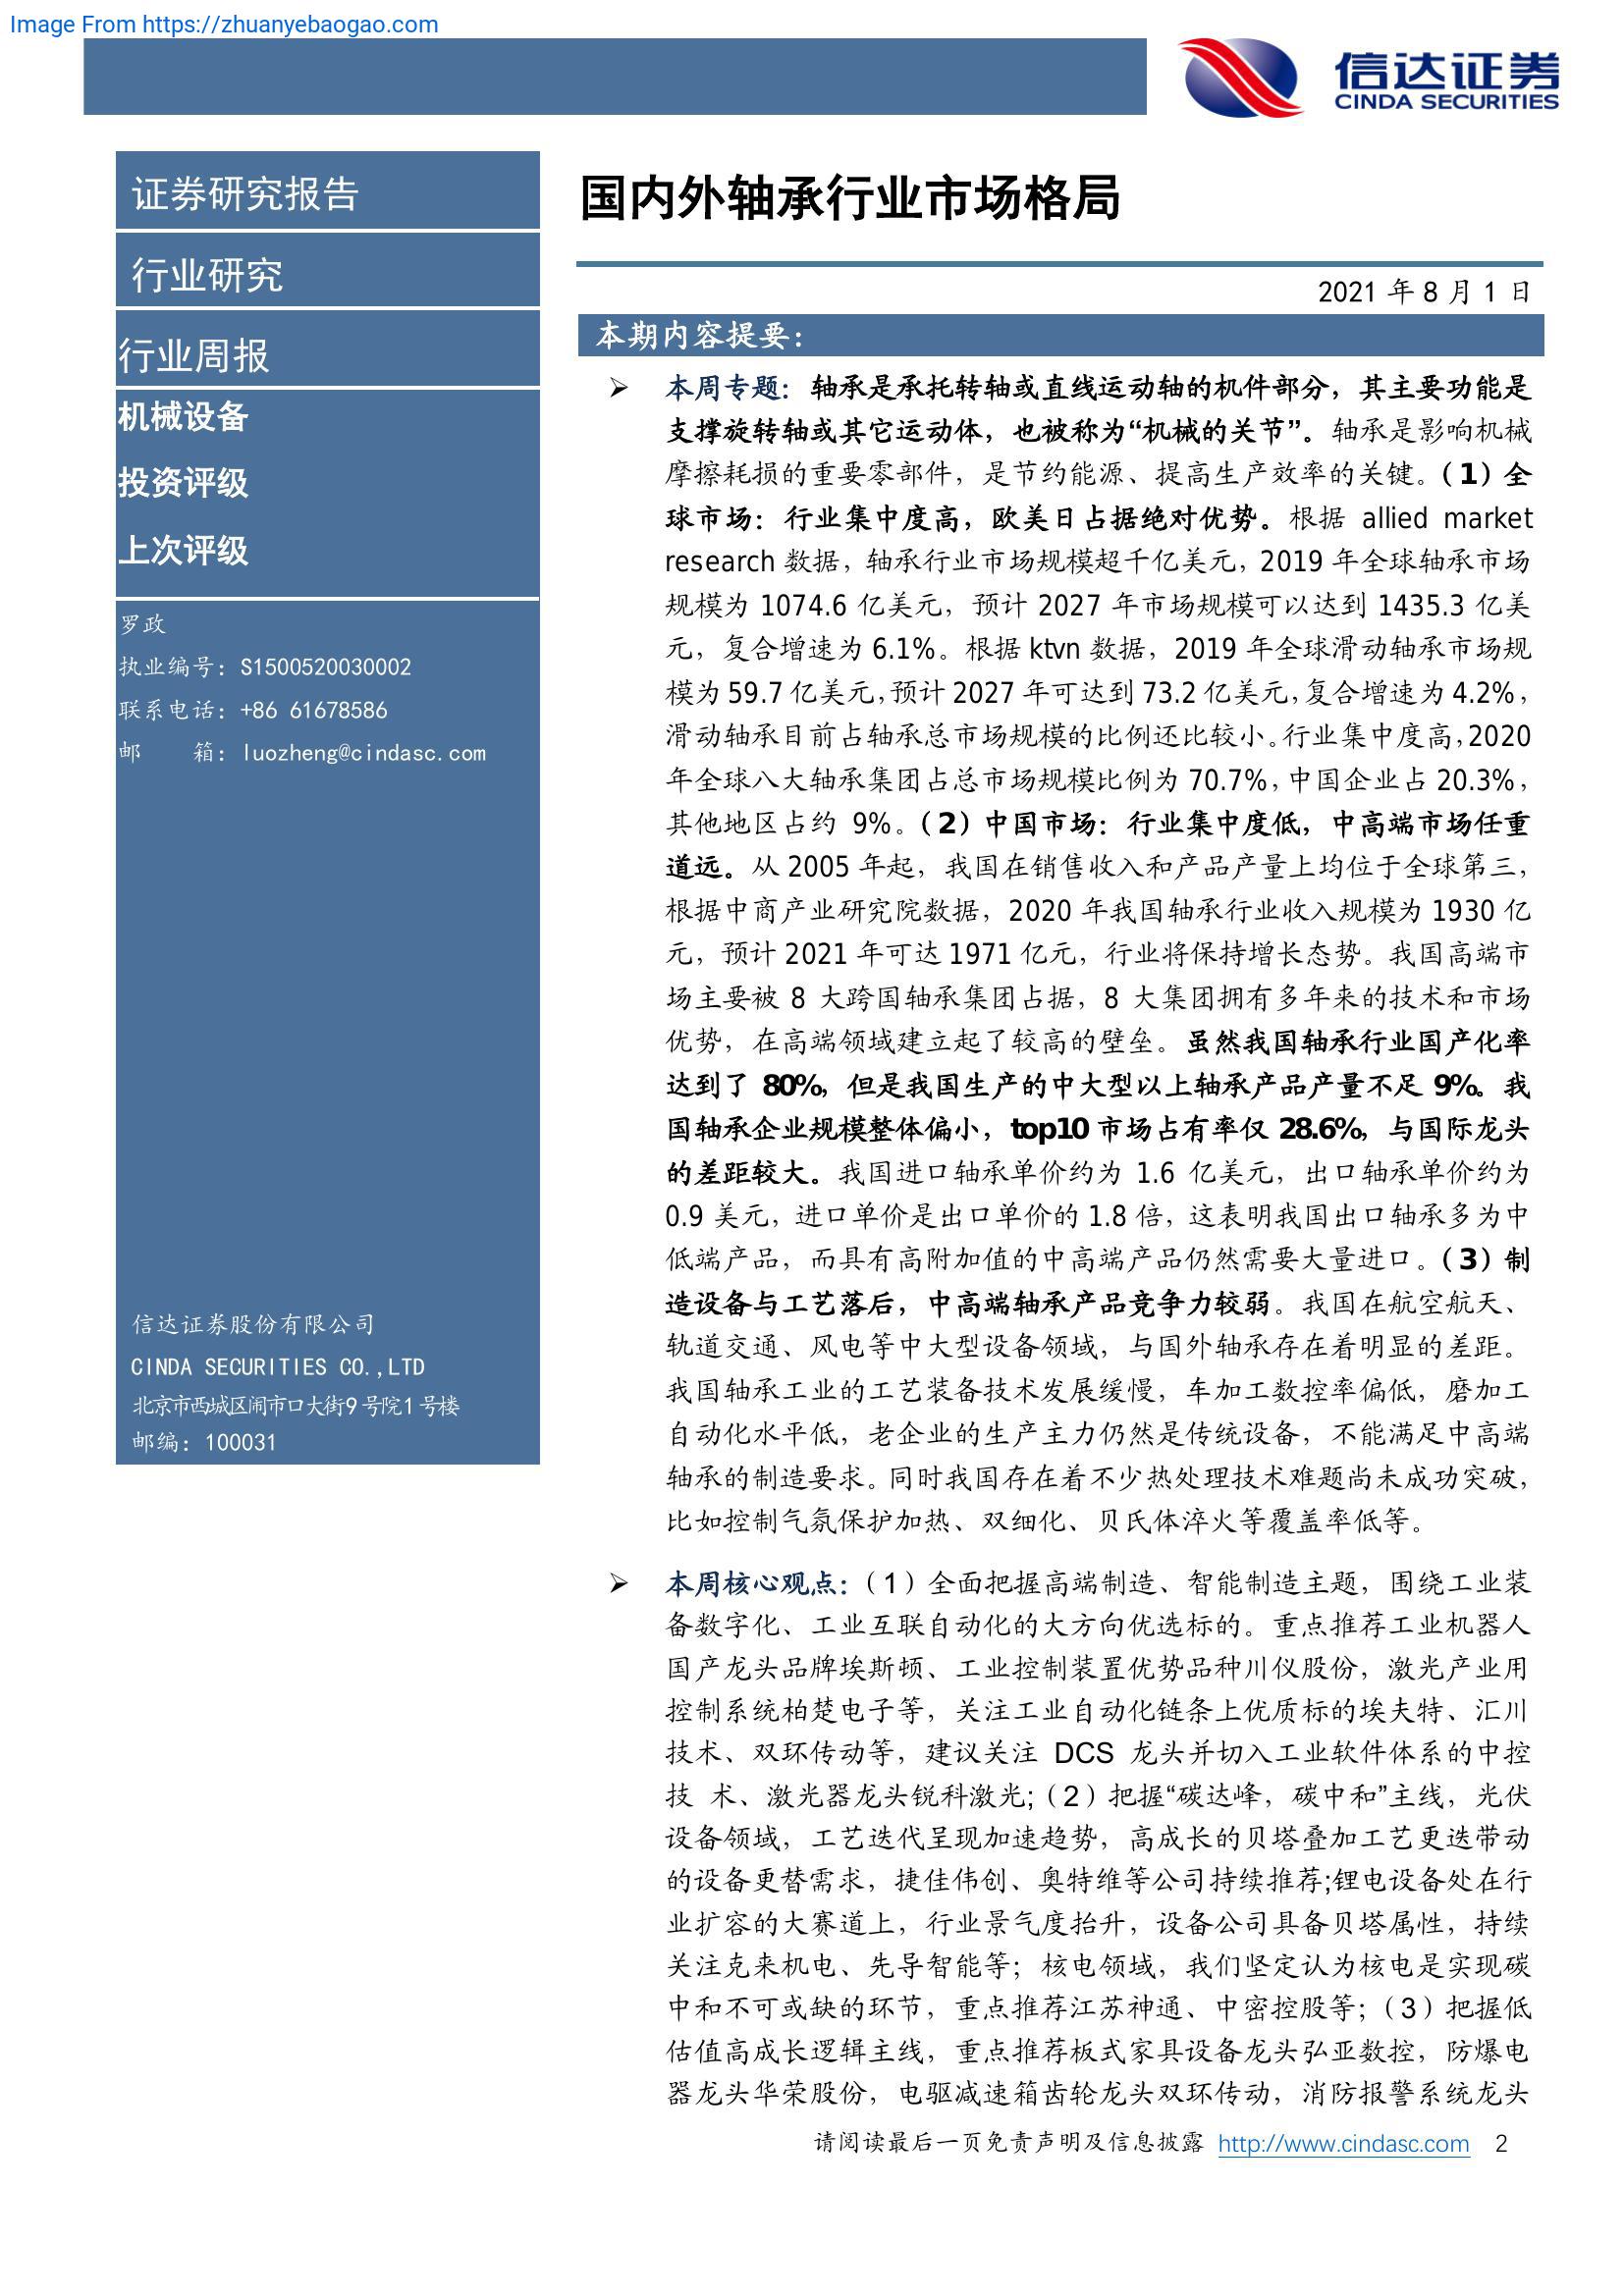 Image From https://zhuanyebaogao.com
信达证券
CINDA SECURITIES
证券研究报告
行业研究
行业周报
机械设备
投资评级
上次评级
罗政
执业编号：S1500520030002
联系电话：+86 61678586
邮　　箱：luozheng@cindasc.com
信达证券股份有限公司
CINDA SECURITIES CO.,LTD
北京市西城区闹市口大街9号院1号楼
邮编：100031
国内外轴承行业市场格局
2021 年 8 月 1 日
本期内容提要：
➢ 本周专题：轴承是承托转轴或直线运动轴的机件部分，其主要功能是
支撑旋转轴或其它运动体，也被称为“机械的关节”。轴承是影响机械
摩擦耗损的重要零部件，是节约能源、提高生产效率的关键。（1）全
球市场：行业集中度高，欧美日占据绝对优势。根据 allied market
research 数据，轴承行业市场规模超千亿美元，2019 年全球轴承市场
规模为 1074.6 亿美元，预计 2027 年市场规模可以达到 1435.3 亿美
元，复合增速为 6.1%。根据 ktvn 数据，2019 年全球滑动轴承市场规
模为 59.7 亿美元，预计 2027 年可达到 73.2 亿美元，复合增速为 4.2%，
滑动轴承目前占轴承总市场规模的比例还比较小。行业集中度高，2020
年全球八大轴承集团占总市场规模比例为 70.7%，中国企业占 20.3%，
其他地区占约 9%。（2）中国市场：行业集中度低，中高端市场任重
道远。从 2005 年起，我国在销售收入和产品产量上均位于全球第三，
根据中商产业研究院数据，2020 年我国轴承行业收入规模为 1930 亿
元，预计 2021 年可达 1971 亿元，行业将保持增长态势。我国高端市
场主要被 8 大跨国轴承集团占据，8 大集团拥有多年来的技术和市场
优势，在高端领域建立起了较高的壁垒。虽然我国轴承行业国产化率
达到了 80%，但是我国生产的中大型以上轴承产品产量不足 9%。我
国轴承企业规模整体偏小，top10 市场占有率仅 28.6%，与国际龙头
的差距较大。我国进口轴承单价约为 1.6 亿美元，出口轴承单价约为
0.9 美元，进口单价是出口单价的 1.8 倍，这表明我国出口轴承多为中
低端产品，而具有高附加值的中高端产品仍然需要大量进口。（3）制
造设备与工艺落后，中高端轴承产品竞争力较弱。我国在航空航天、
轨道交通、风电等中大型设备领域，与国外轴承存在着明显的差距。
我国轴承工业的工艺装备技术发展缓慢，车加工数控率偏低，磨加工
自动化水平低，老企业的生产主力仍然是传统设备，不能满足中高端
轴承的制造要求。同时我国存在着不少热处理技术难题尚未成功突破，
比如控制气氛保护加热、双细化、贝氏体淬火等覆盖率低等。
➢ 本周核心观点：（1）全面把握高端制造、智能制造主题，围绕工业装
备数字化、工业互联自动化的大方向优选标的。重点推荐工业机器人
国产龙头品牌埃斯顿、工业控制装置优势品种川仪股份，激光产业用
控制系统柏楚电子等，关注工业自动化链条上优质标的埃夫特、汇川
技术、双环传动等，建议关注 DCS 龙头并切入工业软件体系的中控
技 术、激光器龙头锐科激光;（2）把握“碳达峰，碳中和”主线，光伏
设备领域，工艺迭代呈现加速趋势，高成长的贝塔叠加工艺更迭带动
的设备更替需求，捷佳伟创、奥特维等公司持续推荐;锂电设备处在行
业扩容的大赛道上，行业景气度抬升，设备公司具备贝塔属性，持续
关注克来机电、先导智能等；核电领域，我们坚定认为核电是实现碳
中和不可或缺的环节，重点推荐江苏神通、中密控股等；（3）把握低
估值高成长逻辑主线，重点推荐板式家具设备龙头弘亚数控，防爆电
器龙头华荣股份，电驱减速箱齿轮龙头双环传动，消防报警系统龙头
请阅读最后一页免责声明及信息披露 http://www.cindasc.com 2